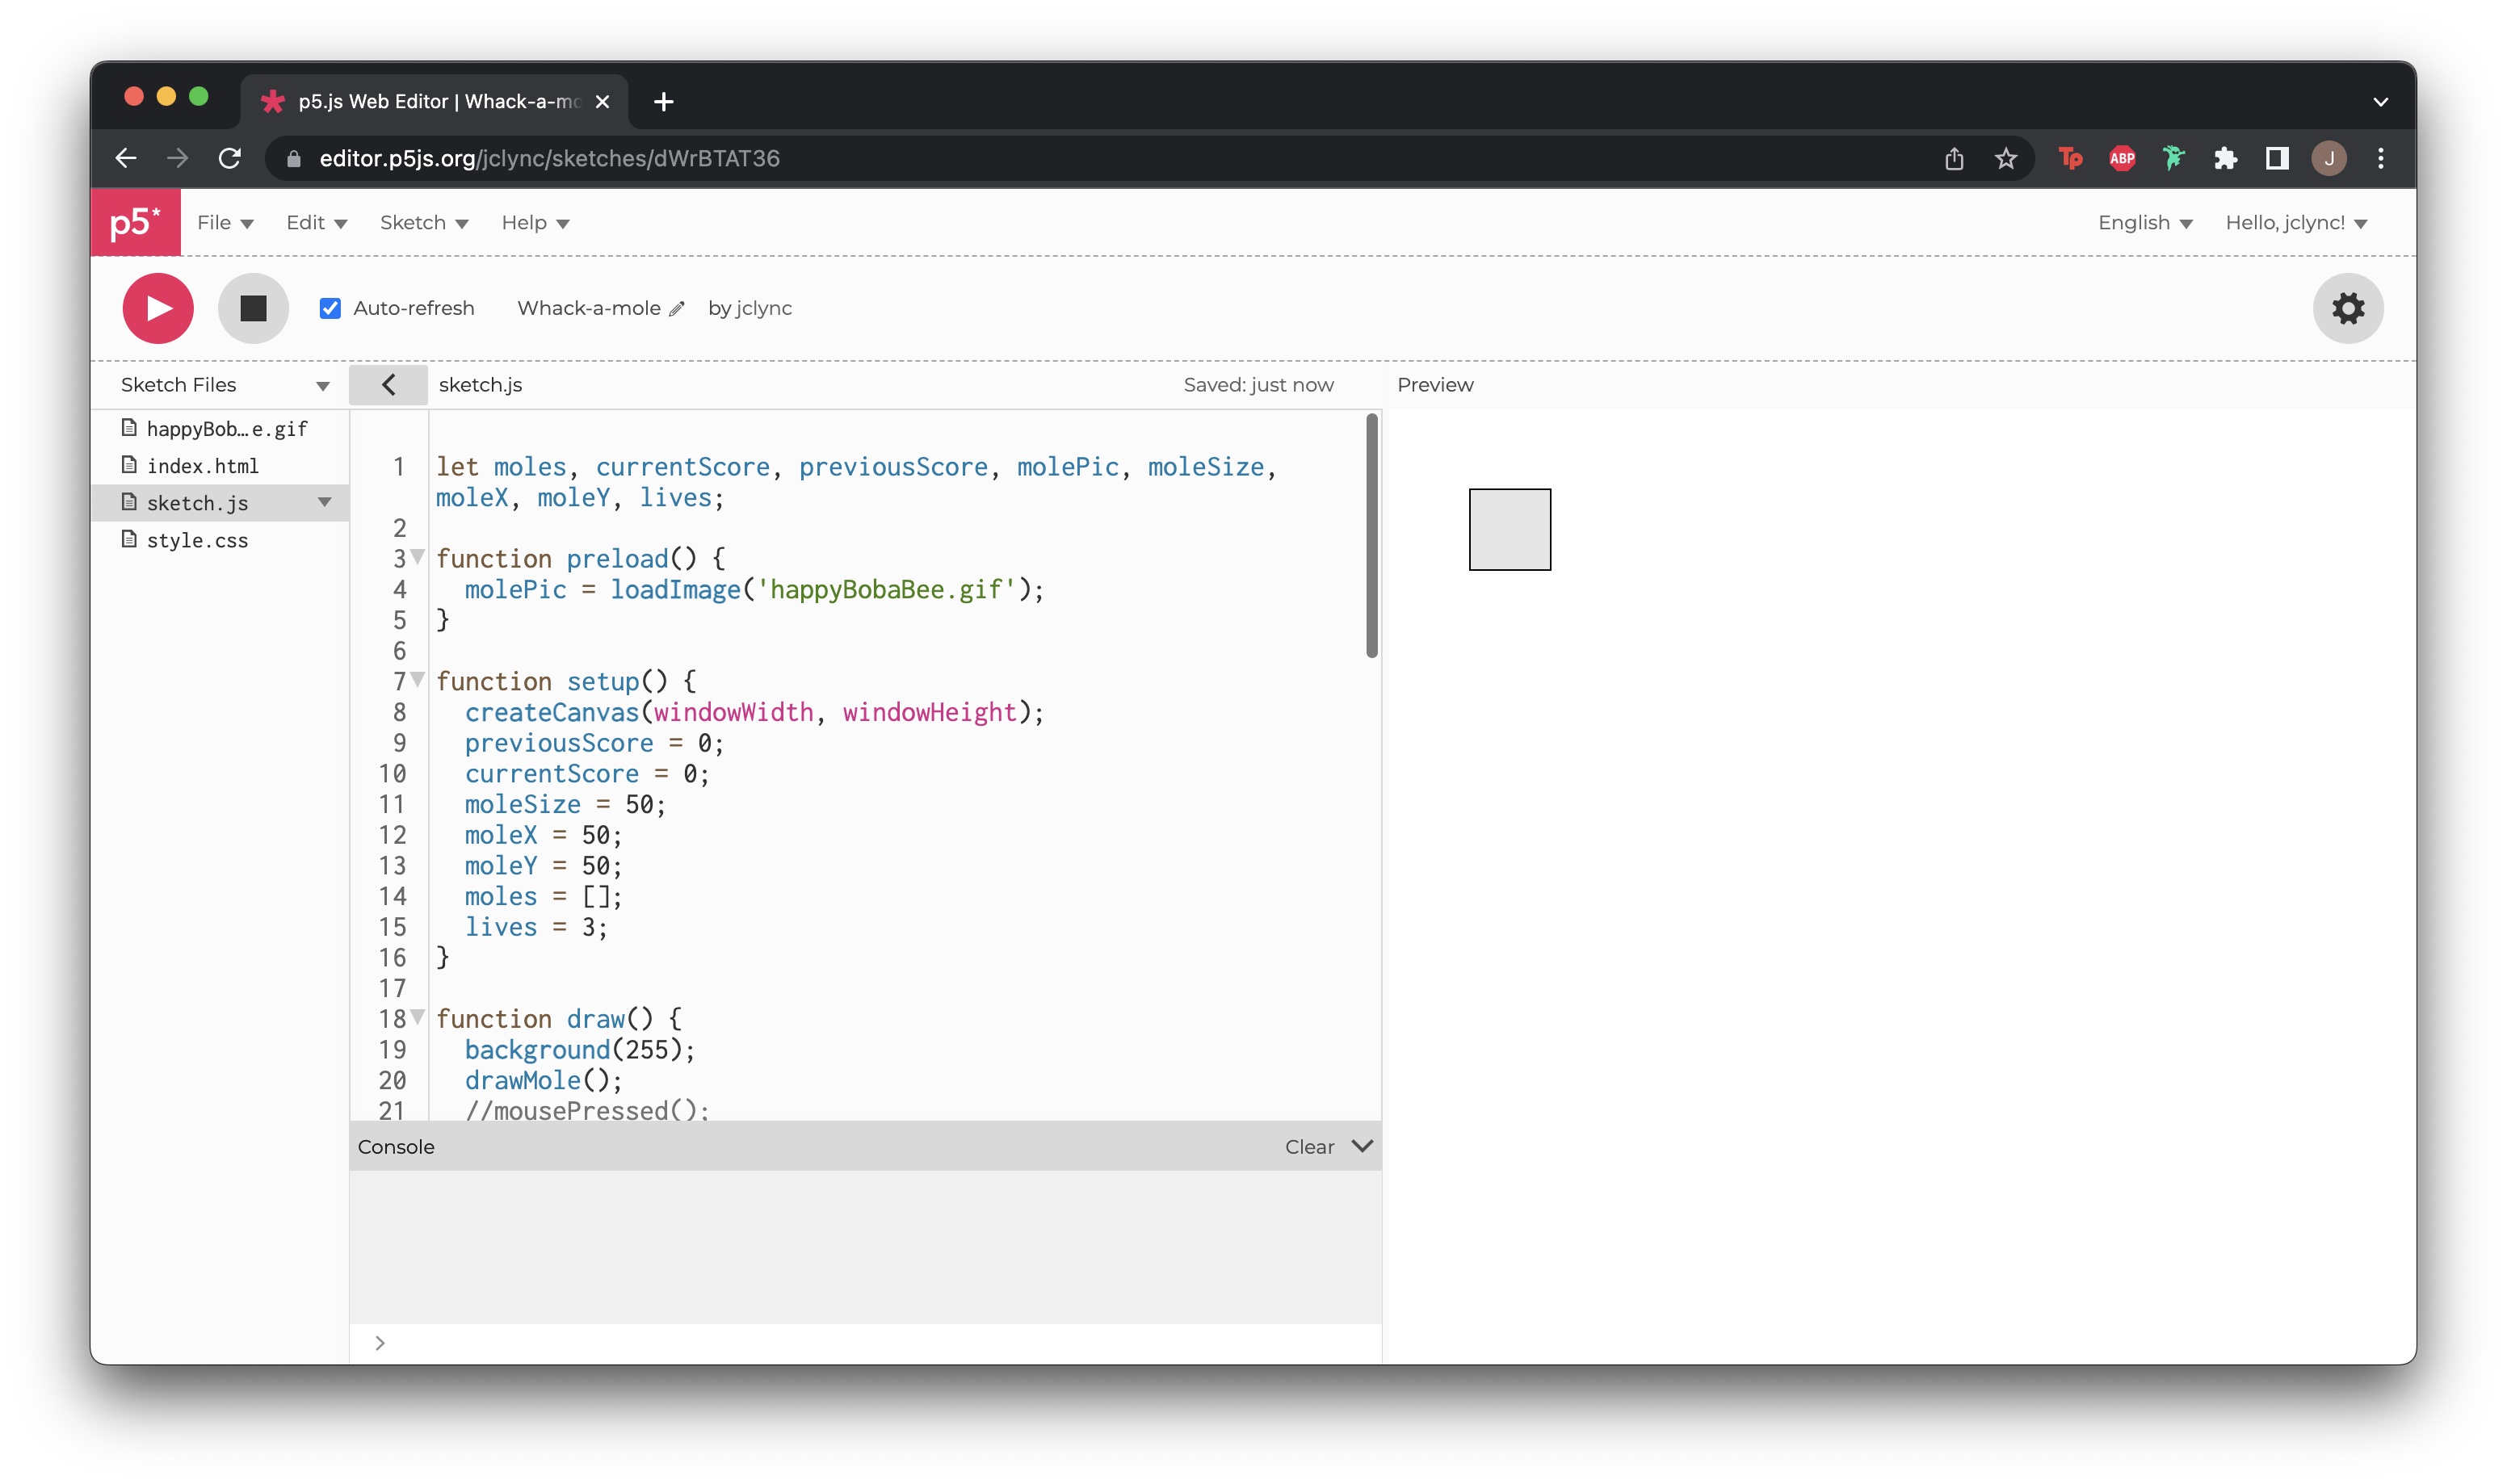 p5.js Web Editor | Whack-a-mo
editor.p5js.org/jclync/sketches/dWrBTAT36
Tp ABP J
p5* File Edit Sketch Help English Hello, jclync!
Auto-refresh Whack-a-mole by jclync
Sketch Files sketch.js Saved: just now Preview
happyBob…e.gif
index.html
sketch.js
style.css
1 let moles, currentScore, previousScore, molePic, moleSize,
moleX, moleY, lives;
2
3 function preload() {
4 molePic = loadImage('happyBobaBee.gif');
5 }
6
7 function setup() {
8 createCanvas(windowWidth, windowHeight);
9 previousScore = 0;
10 currentScore = 0;
11 moleSize = 50;
12 moleX = 50;
13 moleY = 50;
14 moles = [];
15 lives = 3;
16 }
17
18 function draw() {
19 background(255);
20 drawMole();
21 //mousePressed();
Console Clear
>